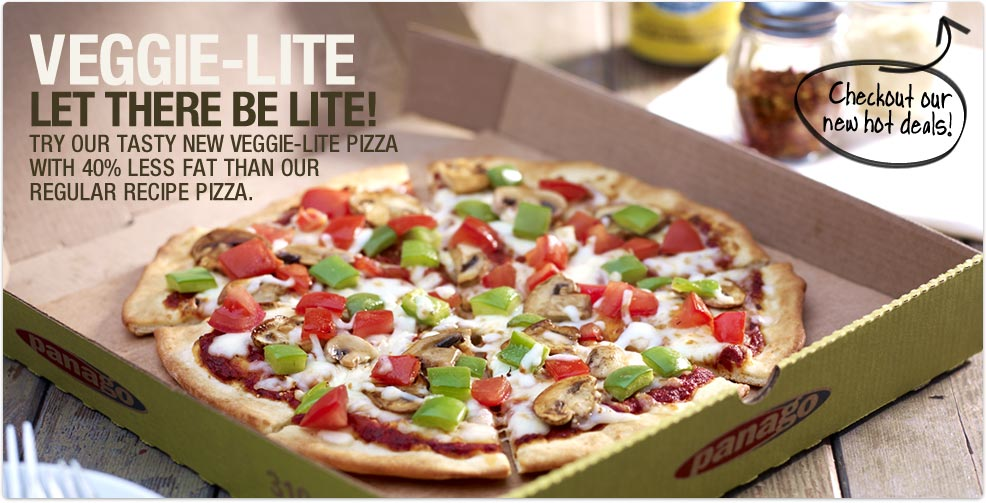 VEGGIE-LITE
LET THERE BE LITE!
TRY OUR TASTY NEW VEGGIE-LITE PIZZA
WITH 40% LESS FAT THAN OUR
REGULAR RECIPE PIZZA.
Checkout our
new hot deals!
panago
panago
310